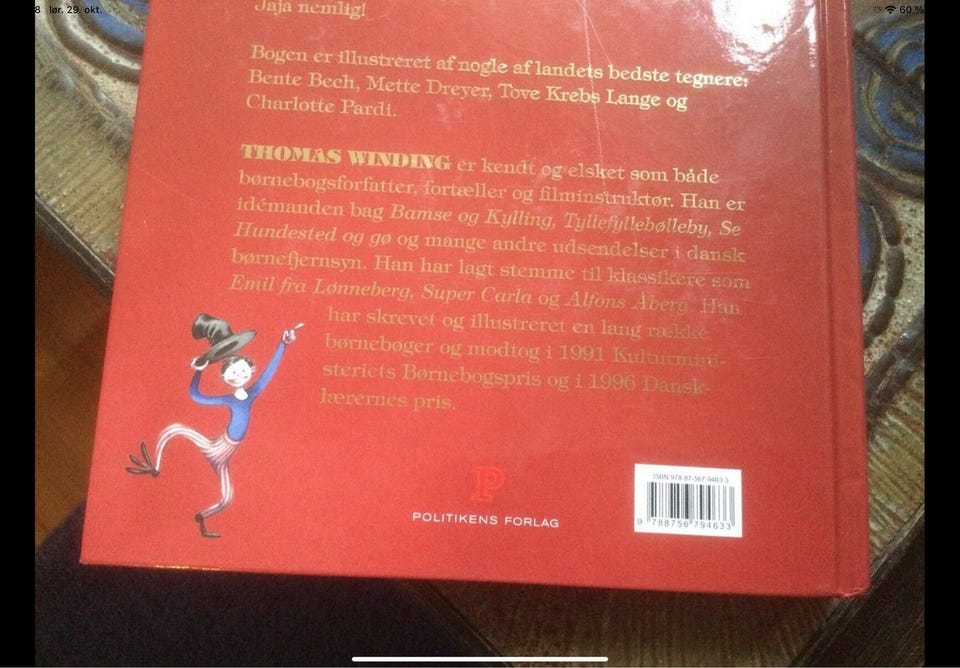 8 lør. 29. okt.
60 %
Jaja nemlig!
Bogen er illustreret af nogle af landets bedste tegnere:
Bente Bech, Mette Dreyer, Tove Krebs Lange og
Charlotte Pardi.
THOMAS WINDING er kendt og elsket som både
børnebogsforfatter, fortæller og filminstruktør. Han er
idémanden bag Bamse og Kylling, Tyllefyllebølleby, Se
Hundested og gø og mange andre udsendelser i dansk
børnefjernsyn. Han har lagt stemme til klassikere som
Emil fra Lønneberg, Super Carla og Alfons Åberg. Han
har skrevet og illustreret en lang række
børnebøger og modtog i 1991 Kulturmini-
steriets Børnebogspris og i 1996 Dansk-
lærernes pris.
P
POLITIKENS FORLAG
ISBN 978-87-567-9463-3
9 788756 794633